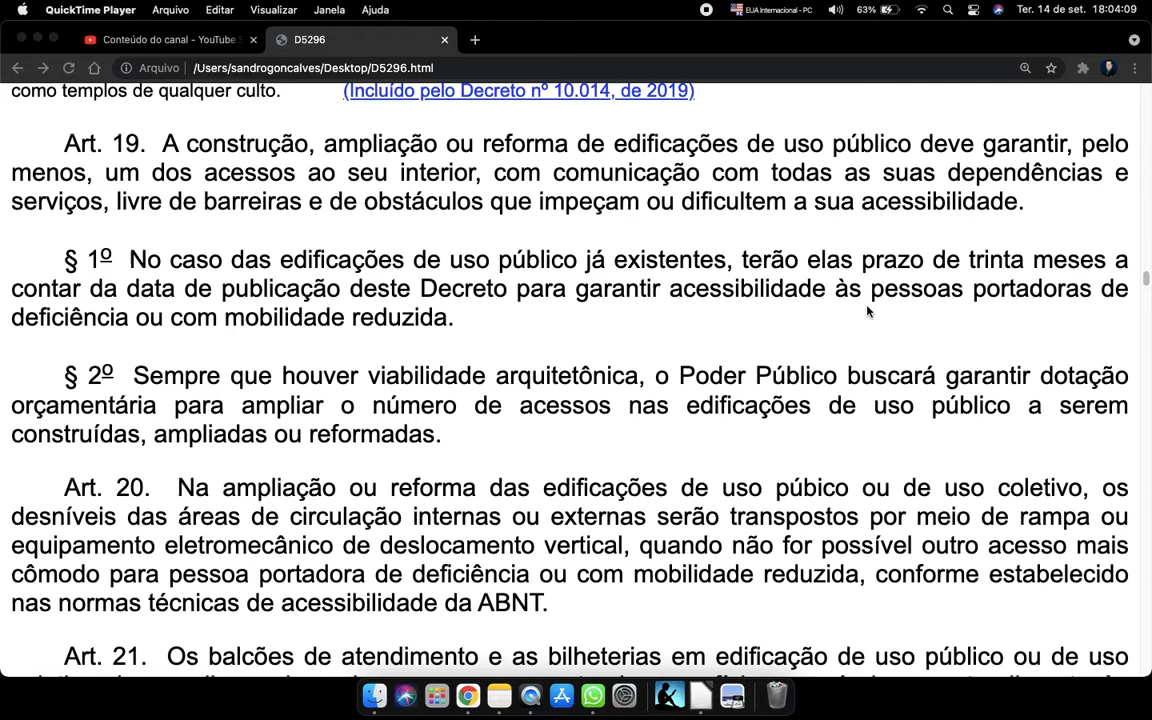 QuickTime Player Arquivo Editar Visualizar Janela Ajuda EUA Internacional - PC 63% Ter. 14 de set. 18:04:09
Conteúdo do canal - YouTube D5296
Arquivo /Users/sandrogoncalves/Desktop/D5296.html
como templos de qualquer culto. (Incluído pelo Decreto nº 10.014, de 2019)
Art. 19. A construção, ampliação ou reforma de edificações de uso público deve garantir, pelo
menos, um dos acessos ao seu interior, com comunicação com todas as suas dependências e
serviços, livre de barreiras e de obstáculos que impeçam ou dificultem a sua acessibilidade.
§ 1º No caso das edificações de uso público já existentes, terão elas prazo de trinta meses a
contar da data de publicação deste Decreto para garantir acessibilidade às pessoas portadoras de
deficiência ou com mobilidade reduzida.
§ 2º Sempre que houver viabilidade arquitetônica, o Poder Público buscará garantir dotação
orçamentária para ampliar o número de acessos nas edificações de uso público a serem
construídas, ampliadas ou reformadas.
Art. 20. Na ampliação ou reforma das edificações de uso púbico ou de uso coletivo, os
desníveis das áreas de circulação internas ou externas serão transpostos por meio de rampa ou
equipamento eletromecânico de deslocamento vertical, quando não for possível outro acesso mais
cômodo para pessoa portadora de deficiência ou com mobilidade reduzida, conforme estabelecido
nas normas técnicas de acessibilidade da ABNT.
Art. 21. Os balcões de atendimento e as bilheterias em edificação de uso público ou de uso